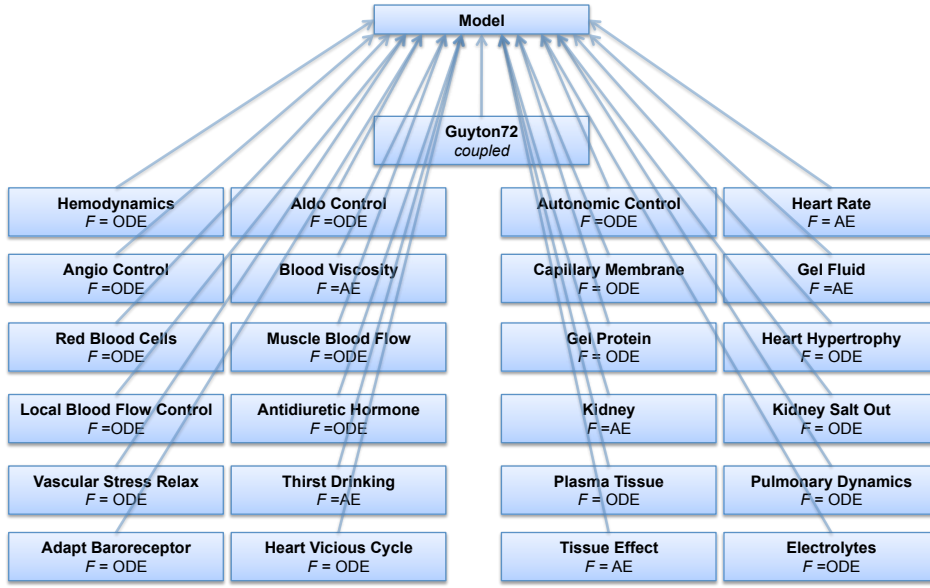 Model
Guyton72
coupled
Hemodynamics
F = ODE
Aldo Control
F =ODE
Autonomic Control
F =ODE
Heart Rate
F = AE
Angio Control
F =ODE
Blood Viscosity
F =AE
Capillary Membrane
F = ODE
Gel Fluid
F =AE
Red Blood Cells
F =ODE
Muscle Blood Flow
F =ODE
Gel Protein
F = ODE
Heart Hypertrophy
F = ODE
Local Blood Flow Control
F =ODE
Antidiuretic Hormone
F =ODE
Kidney
F =AE
Kidney Salt Out
F = ODE
Vascular Stress Relax
F = ODE
Thirst Drinking
F =AE
Plasma Tissue
F = ODE
Pulmonary Dynamics
F = ODE
Adapt Baroreceptor
F = ODE
Heart Vicious Cycle
F = ODE
Tissue Effect
F = AE
Electrolytes
F =ODE